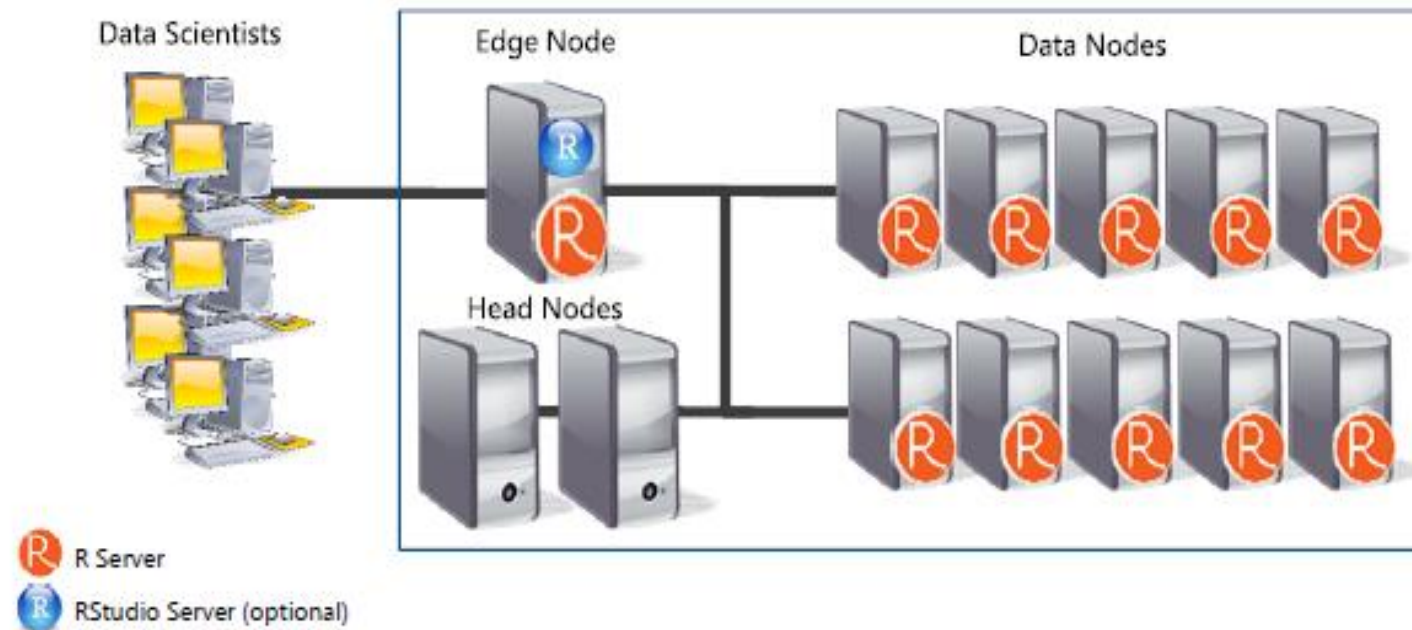 Data Scientists
Edge Node
Data Nodes
R
R
R R R R R
Head Nodes
R R R R R
R R Server
R RStudio Server (optional)